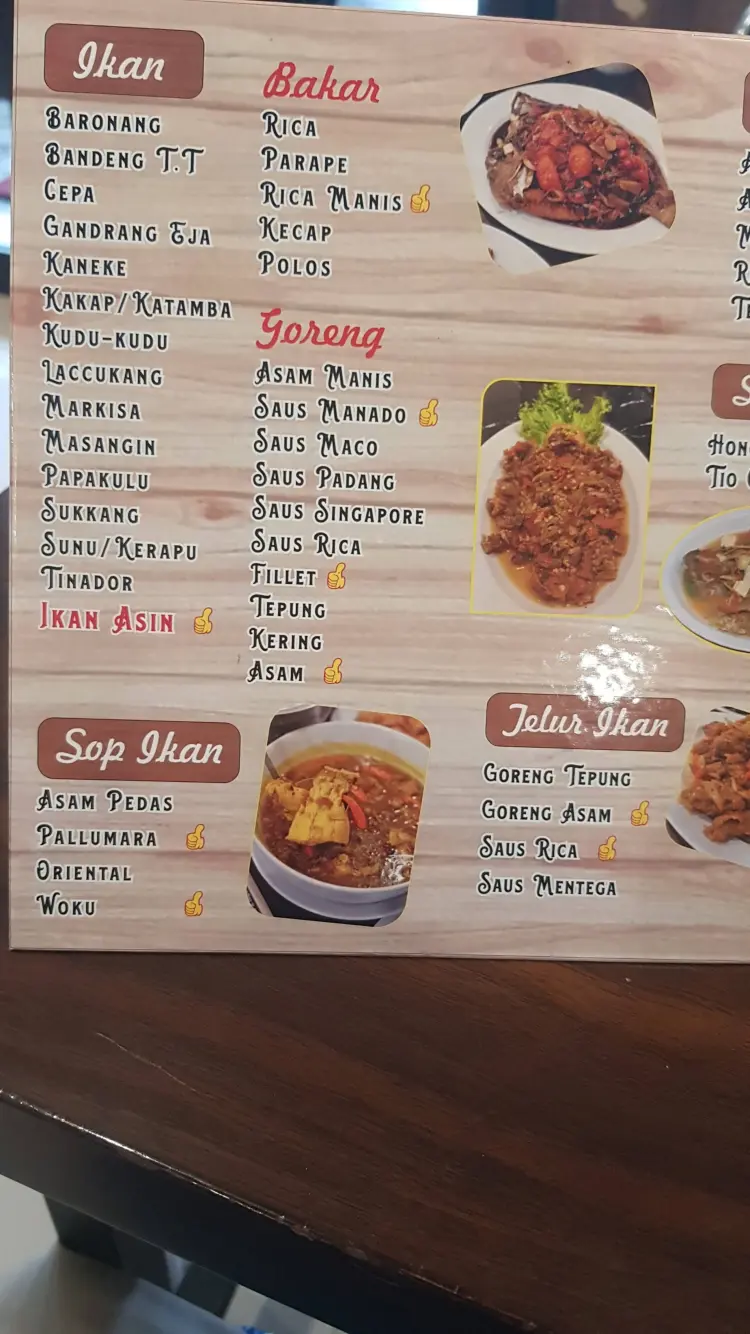 Ikan
Baronang
Bandeng T.T
Cepa
Gandrang Eja
Kaneke
Kakap/Katamba
Kudu-kudu
Laccukang
Markisa
Masangin
Papakulu
Sukkang
Sunu/Kerapu
Tinador
Ikan Asin
Bakar
Rica
Parape
Rica Manis
Kecap
Polos
Goreng
Asam Manis
Saus Manado
Saus Maco
Saus Padang
Saus Singapore
Saus Rica
Fillet
Tepung
Kering
Asam
Sop Ikan
Asam Pedas
Pallumara
Oriental
Woku
Telur Ikan
Goreng Tepung
Goreng Asam
Saus Rica
Saus Mentega
Tio